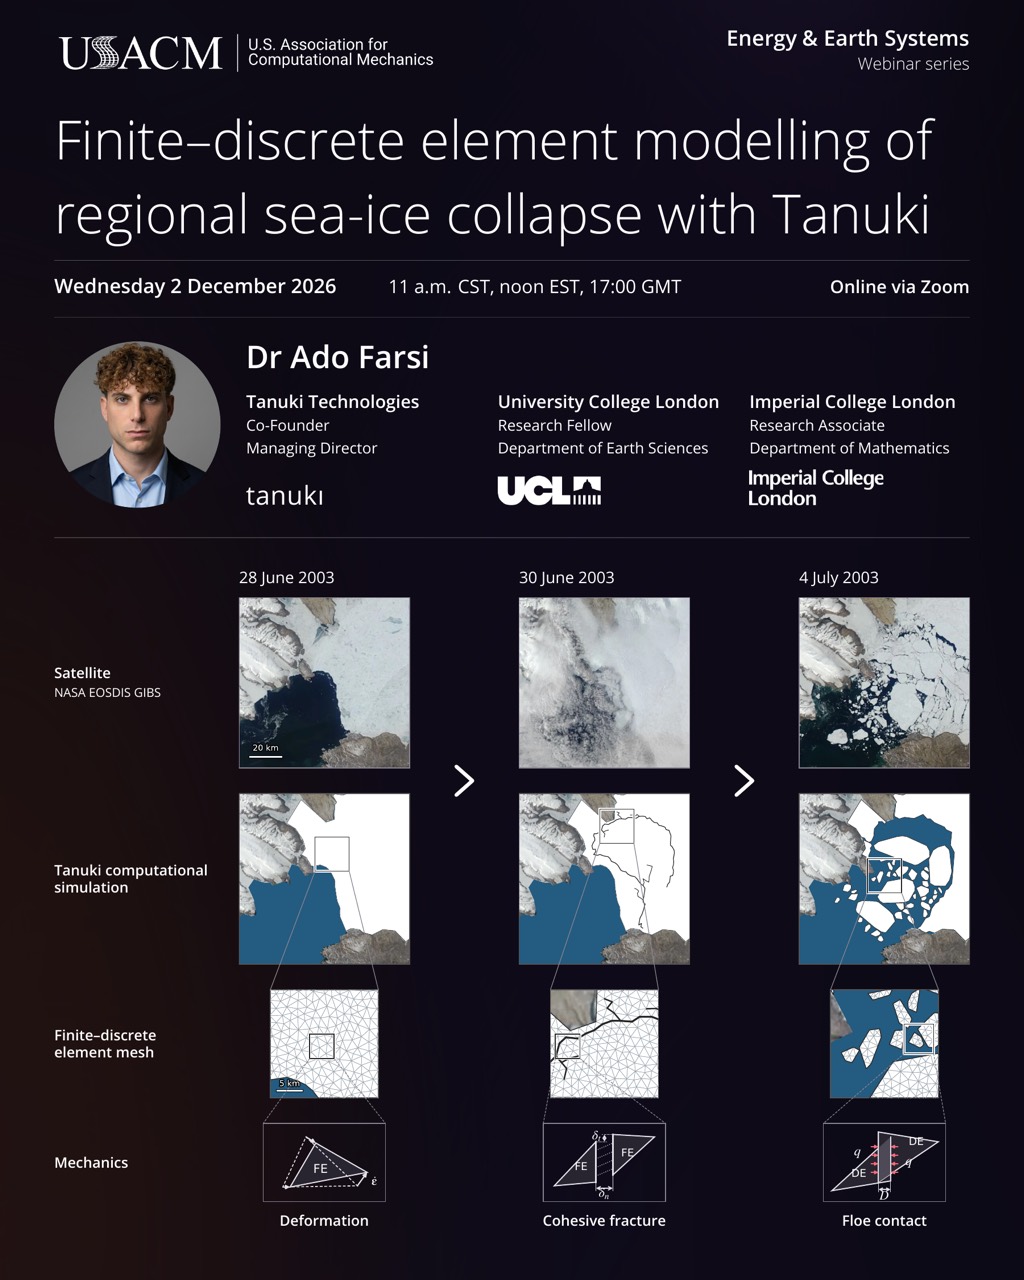 USACM
U.S. Association for
Computational Mechanics
Energy & Earth Systems
Webinar series
Finite–discrete element modelling of
regional sea-ice collapse with Tanuki
Wednesday 2 December 2026
11 a.m. CST, noon EST, 17:00 GMT
Online via Zoom
Dr Ado Farsi
Tanuki Technologies
Co-Founder
Managing Director
tanukı
University College London
Research Fellow
Department of Earth Sciences
UCL
Imperial College London
Research Associate
Department of Mathematics
Imperial College
London
28 June 2003
30 June 2003
4 July 2003
Satellite
NASA EOSDIS GIBS
20 km
Tanuki computational
simulation
Finite–discrete
element mesh
5 km
Mechanics
FE
ε̇
δt
FE
FE
δn
DE
q
q
DE
D
Deformation
Cohesive fracture
Floe contact